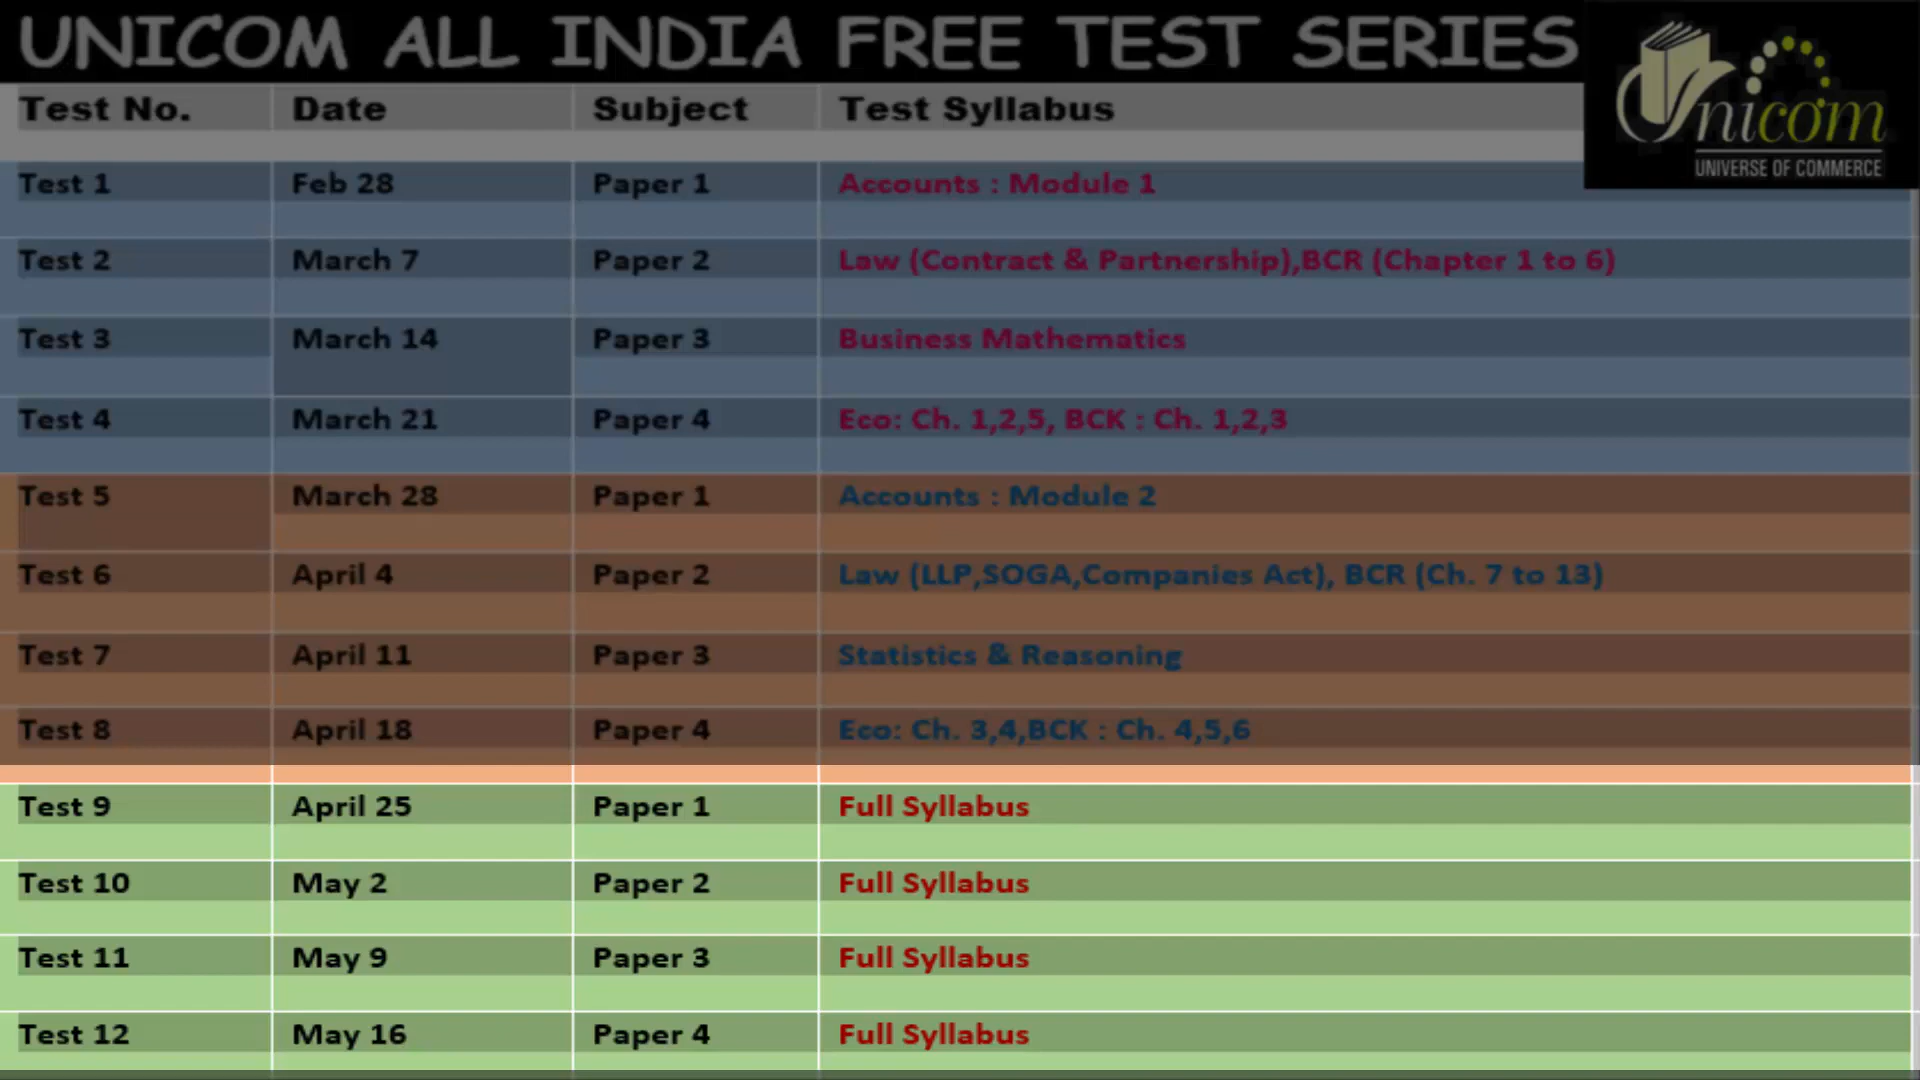 UNICOM ALL INDIA FREE TEST SERIES
Unicom
UNIVERSE OF COMMERCE
Test No. Date Subject Test Syllabus
Test 1 Feb 28 Paper 1 Accounts : Module 1
Test 2 March 7 Paper 2 Law (Contract & Partnership),BCR (Chapter 1 to 6)
Test 3 March 14 Paper 3 Business Mathematics
Test 4 March 21 Paper 4 Eco: Ch. 1,2,5, BCK : Ch. 1,2,3
Test 5 March 28 Paper 1 Accounts : Module 2
Test 6 April 4 Paper 2 Law (LLP,SOGA,Companies Act), BCR (Ch. 7 to 13)
Test 7 April 11 Paper 3 Statistics & Reasoning
Test 8 April 18 Paper 4 Eco: Ch. 3,4,BCK : Ch. 4,5,6
Test 9 April 25 Paper 1 Full Syllabus
Test 10 May 2 Paper 2 Full Syllabus
Test 11 May 9 Paper 3 Full Syllabus
Test 12 May 16 Paper 4 Full Syllabus